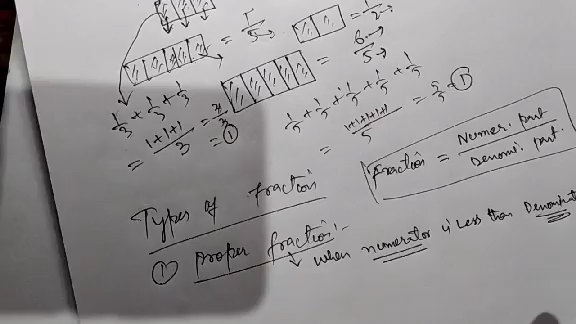 = 1/5
= 1/2
= 6/5
1/3 + 1/3 + 1/3
= 1+1+1/3 = 3/3 = ①
1/5 + 1/5 + 1/5 + 1/5 + 1/5
= 1+1+1+1+1/5 = 5/5 = ①
Fraction = Numer. part / Denomi. part.
Types of fraction
① Proper fraction:- when numerator is Less than